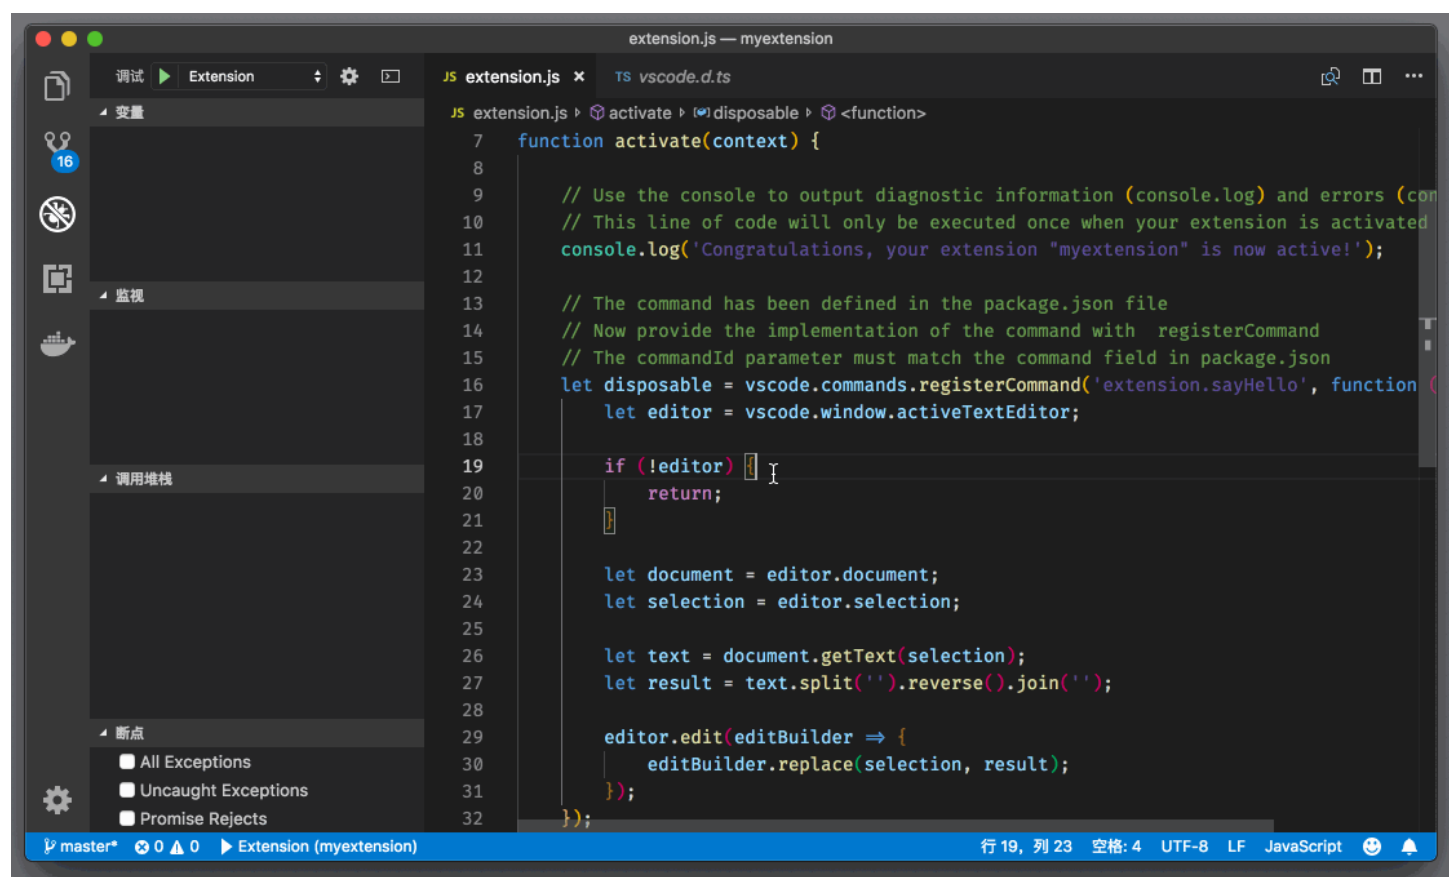 extension.js — myextension
调试 Extension
JS extension.js × TS vscode.d.ts ···
变量
JS extension.js activate disposable <function>
7 function activate(context) {
8
9 // Use the console to output diagnostic information (console.log) and errors (con
10 // This line of code will only be executed once when your extension is activated
11 console.log('Congratulations, your extension "myextension" is now active!');
12
13 // The command has been defined in the package.json file
14 // Now provide the implementation of the command with  registerCommand
15 // The commandId parameter must match the command field in package.json
16 let disposable = vscode.commands.registerCommand('extension.sayHello', function (
17 let editor = vscode.window.activeTextEditor;
18
19 if (!editor) {
20 return;
21 }
22
23 let document = editor.document;
24 let selection = editor.selection;
25
26 let text = document.getText(selection);
27 let result = text.split('').reverse().join('');
28
29 editor.edit(editBuilder ⇒ {
30 editBuilder.replace(selection, result);
31 });
32 });
16
监视
调用堆栈
断点
All Exceptions
Uncaught Exceptions
Promise Rejects
master* 0 0 Extension (myextension) 行 19，列 23 空格: 4 UTF-8 LF JavaScript